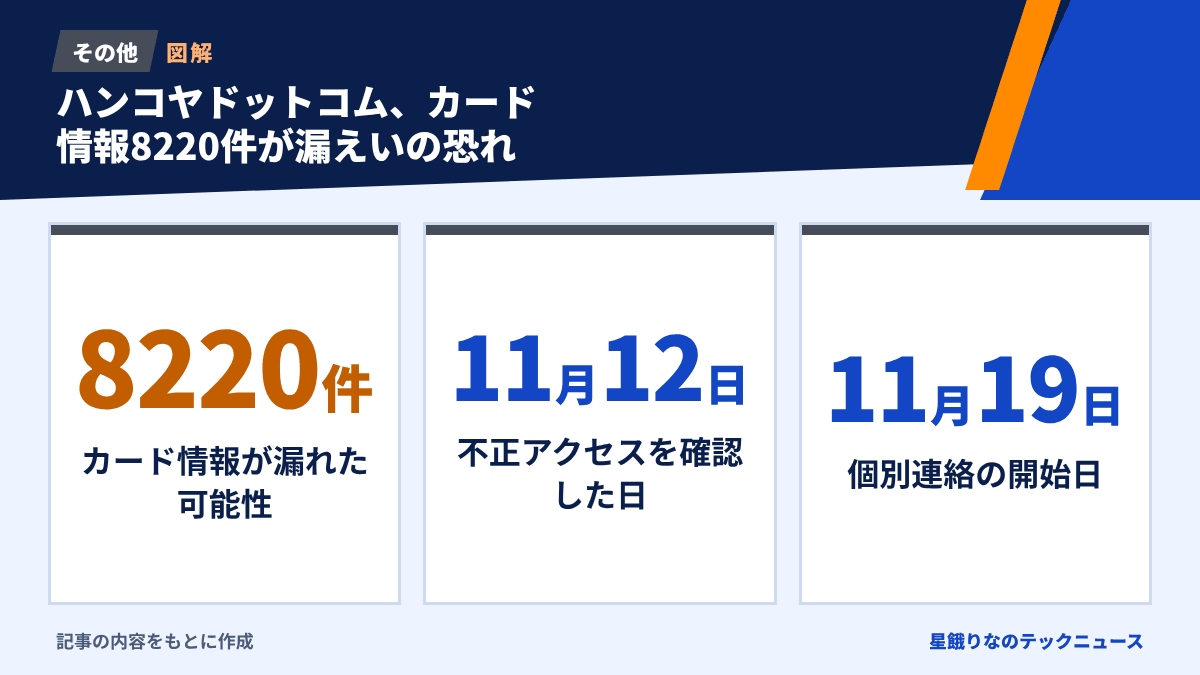 その他 図解
ハンコヤドットコム、カード
情報8220件が漏えいの恐れ
8220件
カード情報が漏れた
可能性
11月12日
不正アクセスを確認
した日
11月19日
個別連絡の開始日
記事の内容をもとに作成
星餓りなのテックニュース